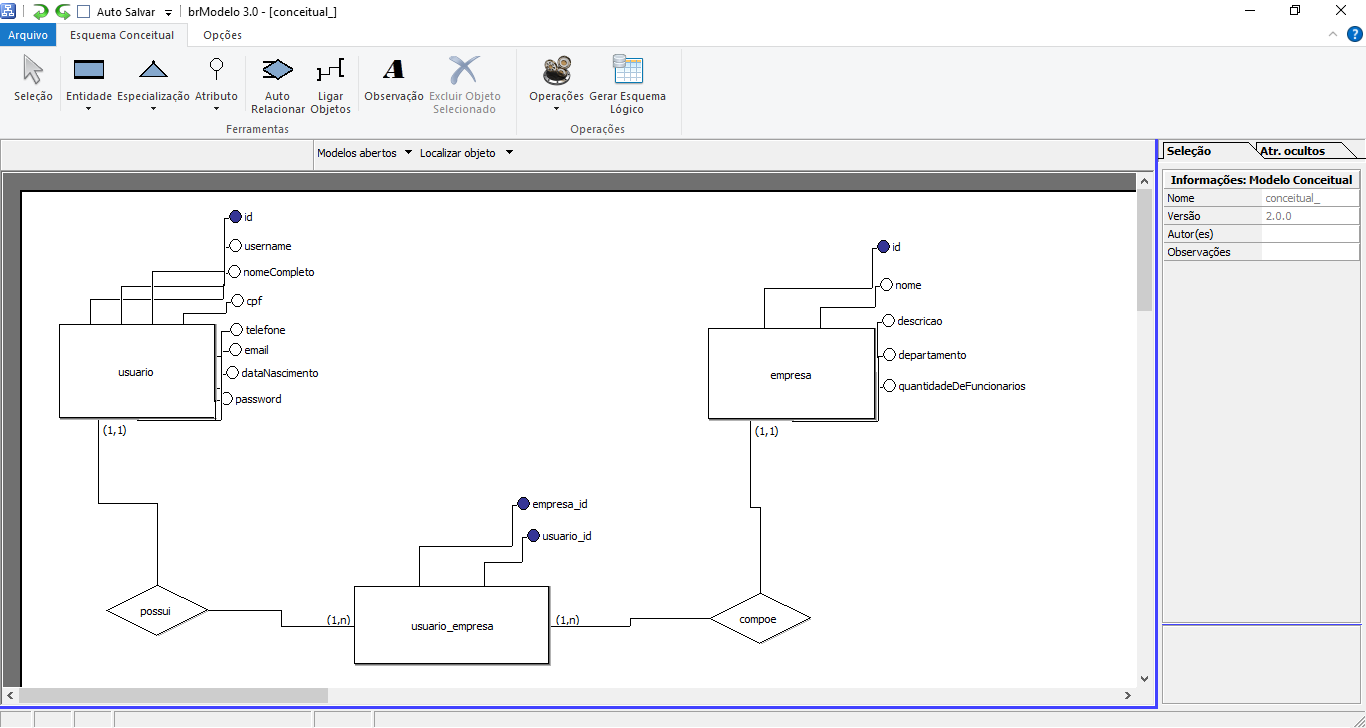 Auto Salvar
brModelo 3.0 - [conceitual_]
Arquivo
Esquema Conceitual
Opções
?
Seleção
Entidade
Especialização
Atributo
Auto
Relacionar
Ligar
Objetos
A
Observação
Excluir Objeto
Selecionado
Operações
Gerar Esquema
Lógico
Ferramentas
Operações
Modelos abertos
Localizar objeto
Seleção
Atr. ocultos
Informações: Modelo Conceitual
Nome conceitual_
Versão 2.0.0
Autor(es)
Observações
id
username
nomeCompleto
cpf
telefone
email
dataNascimento
password
usuario
(1,1)
id
nome
descricao
departamento
quantidadeDeFuncionarios
empresa
(1,1)
empresa_id
usuario_id
possui
(1,n)
usuario_empresa
(1,n)
compoe